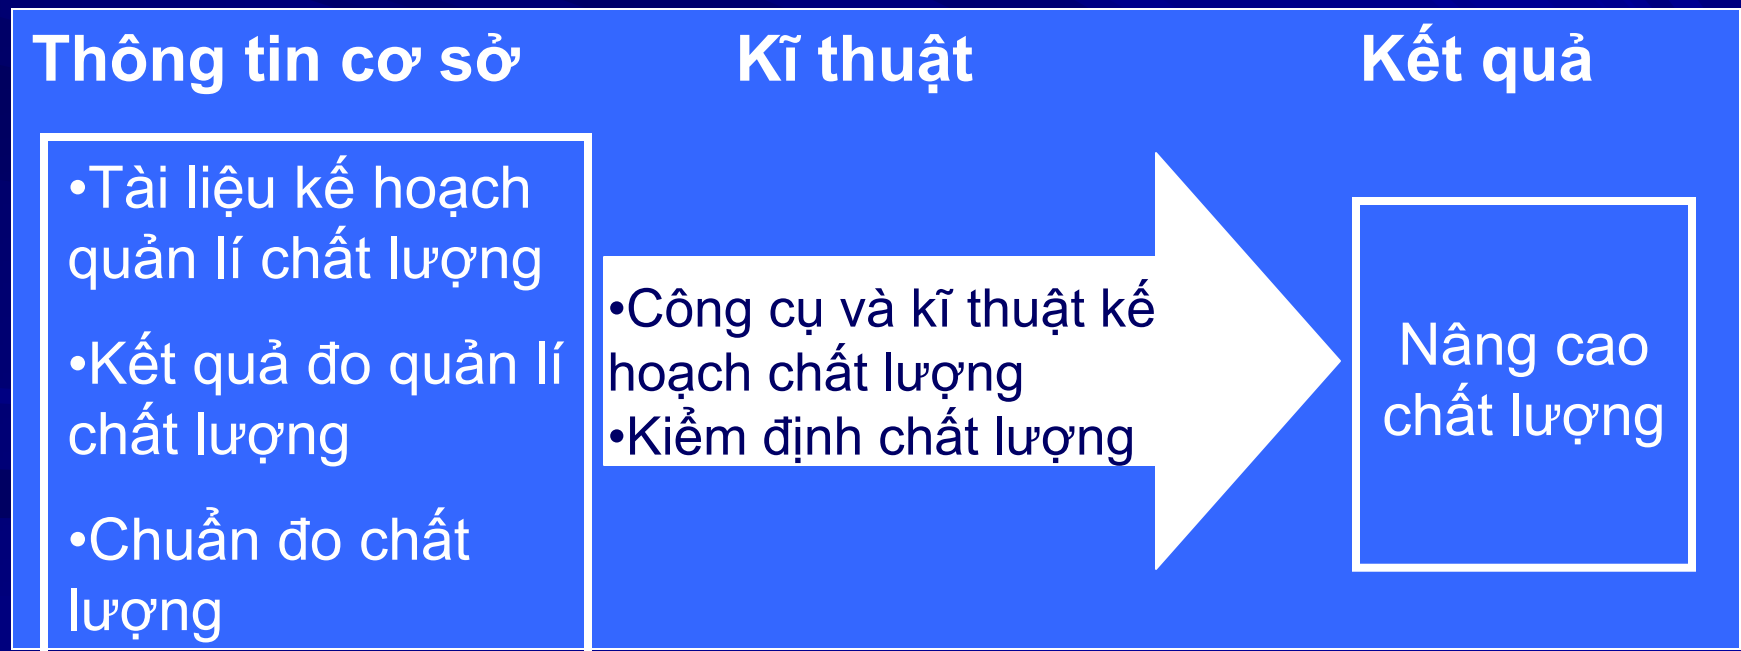 Thông tin cơ sở
Kĩ thuật
Kết quả
•Tài liệu kế hoạch
quản lí chất lượng
•Kết quả đo quản lí
chất lượng
•Chuẩn đo chất
lượng
•Công cụ và kĩ thuật kế
hoạch chất lượng
•Kiểm định chất lượng
Nâng cao
chất lượng